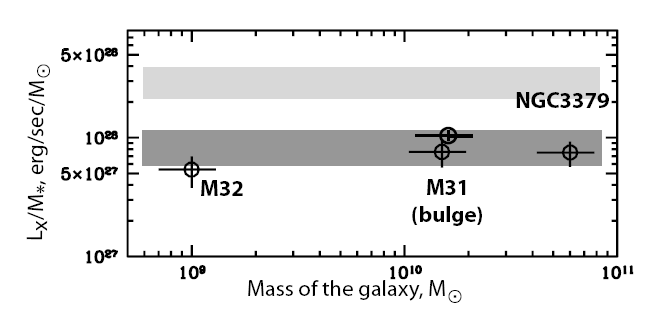 5×10²⁸
NGC3379
10²⁸
5×10²⁷
M32
M31
(bulge)
10²⁷
10⁹
10¹⁰
10¹¹
Lₓ/M*, erg/sec/M☉
Mass of the galaxy, M☉